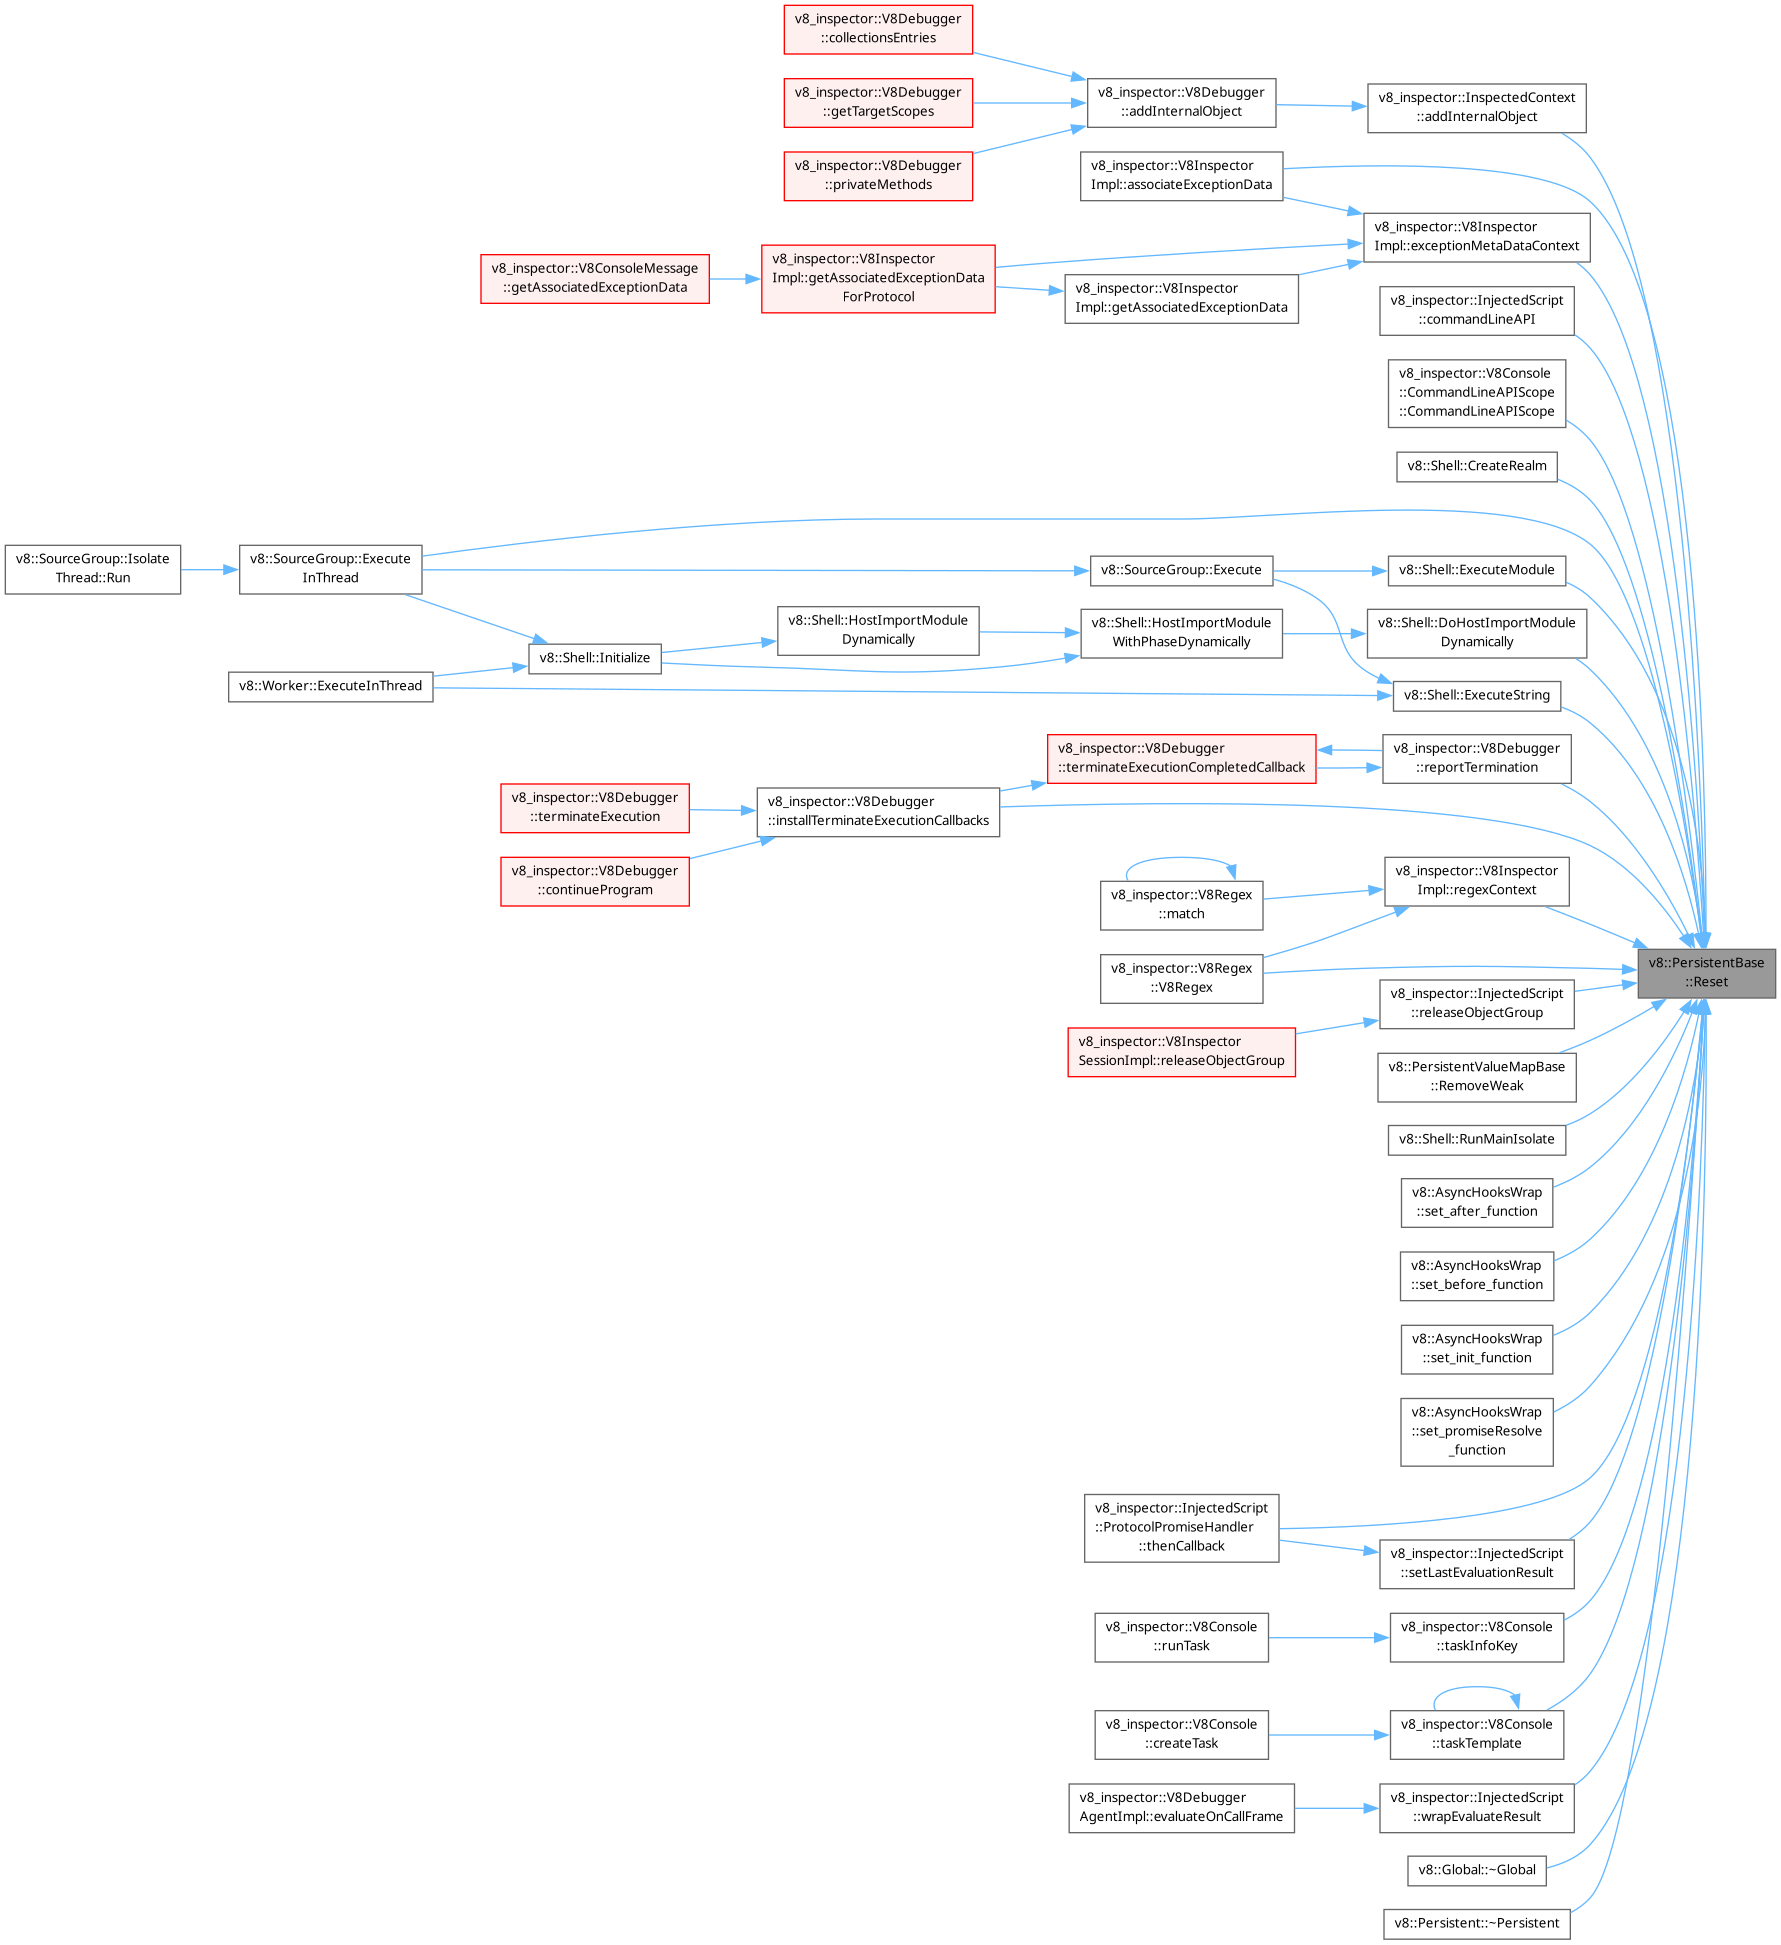 v8_inspector::V8Debugger
::collectionsEntries
v8_inspector::V8Debugger
::getTargetScopes
v8_inspector::V8Debugger
::privateMethods
v8_inspector::V8Debugger
::addInternalObject
v8_inspector::InspectedContext
::addInternalObject
v8_inspector::V8Inspector
Impl::associateExceptionData
v8_inspector::V8Inspector
Impl::exceptionMetaDataContext
v8_inspector::V8ConsoleMessage
::getAssociatedExceptionData
v8_inspector::V8Inspector
Impl::getAssociatedExceptionData
ForProtocol
v8_inspector::V8Inspector
Impl::getAssociatedExceptionData
v8_inspector::InjectedScript
::commandLineAPI
v8_inspector::V8Console
::CommandLineAPIScope
::CommandLineAPIScope
v8::Shell::CreateRealm
v8::SourceGroup::Isolate
Thread::Run
v8::SourceGroup::Execute
InThread
v8::SourceGroup::Execute
v8::Shell::ExecuteModule
v8::Shell::HostImportModule
Dynamically
v8::Shell::HostImportModule
WithPhaseDynamically
v8::Shell::DoHostImportModule
Dynamically
v8::Shell::Initialize
v8::Worker::ExecuteInThread
v8::Shell::ExecuteString
v8_inspector::V8Debugger
::terminateExecutionCompletedCallback
v8_inspector::V8Debugger
::reportTermination
v8_inspector::V8Debugger
::terminateExecution
v8_inspector::V8Debugger
::installTerminateExecutionCallbacks
v8_inspector::V8Debugger
::continueProgram
v8_inspector::V8Regex
::match
v8_inspector::V8Inspector
Impl::regexContext
v8_inspector::V8Regex
::V8Regex
v8::PersistentBase
::Reset
v8_inspector::InjectedScript
::releaseObjectGroup
v8_inspector::V8Inspector
SessionImpl::releaseObjectGroup
v8::PersistentValueMapBase
::RemoveWeak
v8::Shell::RunMainIsolate
v8::AsyncHooksWrap
::set_after_function
v8::AsyncHooksWrap
::set_before_function
v8::AsyncHooksWrap
::set_init_function
v8::AsyncHooksWrap
::set_promiseResolve
_function
v8_inspector::InjectedScript
::ProtocolPromiseHandler
::thenCallback
v8_inspector::InjectedScript
::setLastEvaluationResult
v8_inspector::V8Console
::runTask
v8_inspector::V8Console
::taskInfoKey
v8_inspector::V8Console
::createTask
v8_inspector::V8Console
::taskTemplate
v8_inspector::V8Debugger
AgentImpl::evaluateOnCallFrame
v8_inspector::InjectedScript
::wrapEvaluateResult
v8::Global::~Global
v8::Persistent::~Persistent